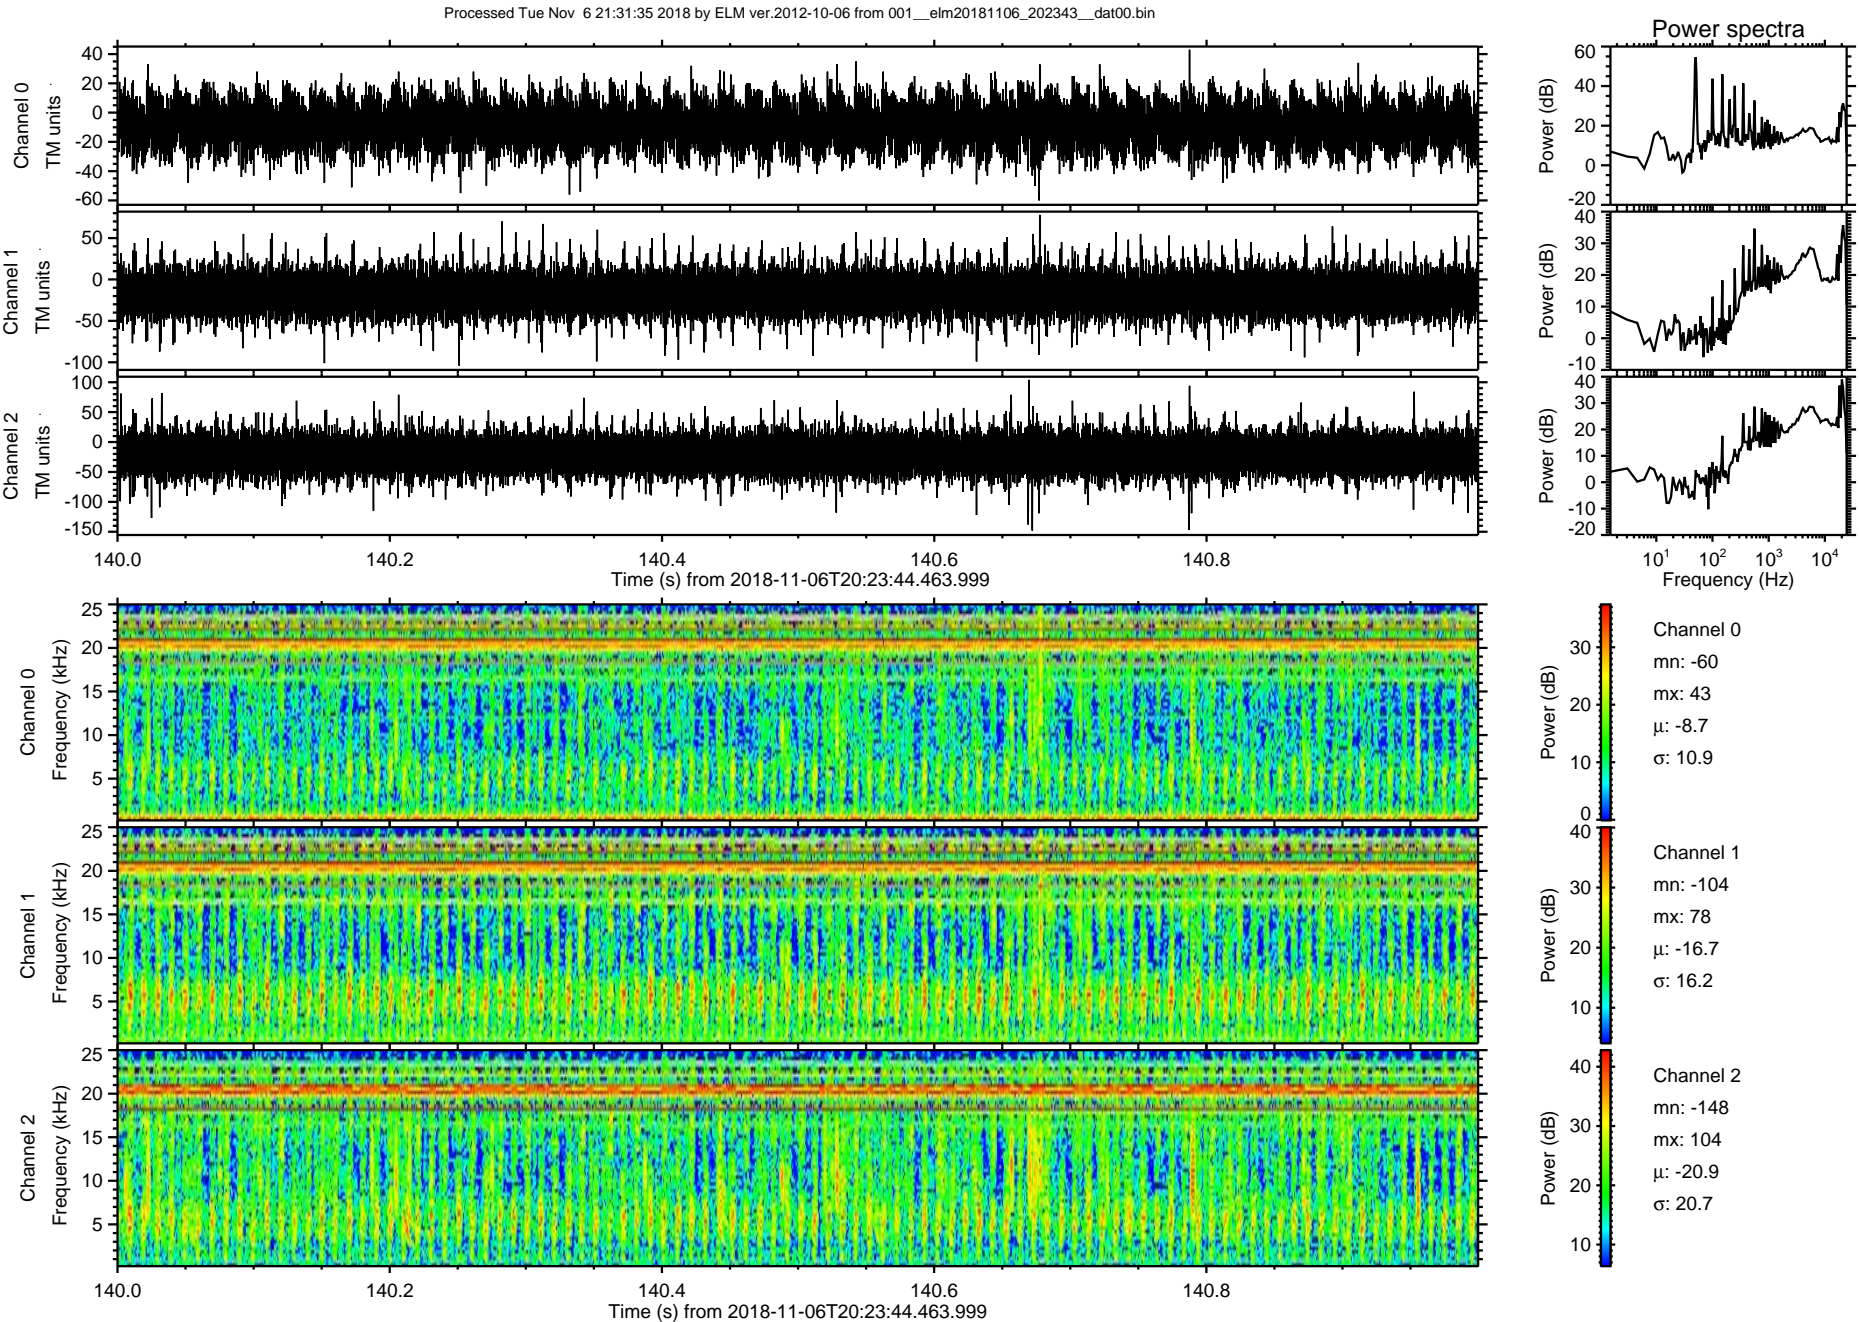 Processed Tue Nov  6 21:31:35 2018 by ELM ver.2012-10-06 from 001__elm20181106_202343__dat00.bin
Power spectra
Channel 0
TM units
40
20
0
-20
-40
-60
Power (dB)
60
40
20
0
-20
Channel 1
TM units
50
0
-50
-100
Power (dB)
40
30
20
10
0
-10
Channel 2
TM units
100
50
0
-50
-100
-150
Power (dB)
40
30
20
10
0
-10
-20
140.0 140.2 140.4 140.6 140.8
Time (s) from 2018-11-06T20:23:44.463.999
10^1 10^2 10^3 10^4
Frequency (Hz)
Channel 0
Frequency (kHz)
25
20
15
10
5
Power (dB)
30
20
10
0
Channel 0
mn: -60
mx: 43
μ: -8.7
σ: 10.9
Channel 1
Frequency (kHz)
25
20
15
10
5
Power (dB)
40
30
20
10
Channel 1
mn: -104
mx: 78
μ: -16.7
σ: 16.2
Channel 2
Frequency (kHz)
25
20
15
10
5
Power (dB)
40
30
20
10
Channel 2
mn: -148
mx: 104
μ: -20.9
σ: 20.7
140.0 140.2 140.4 140.6 140.8
Time (s) from 2018-11-06T20:23:44.463.999